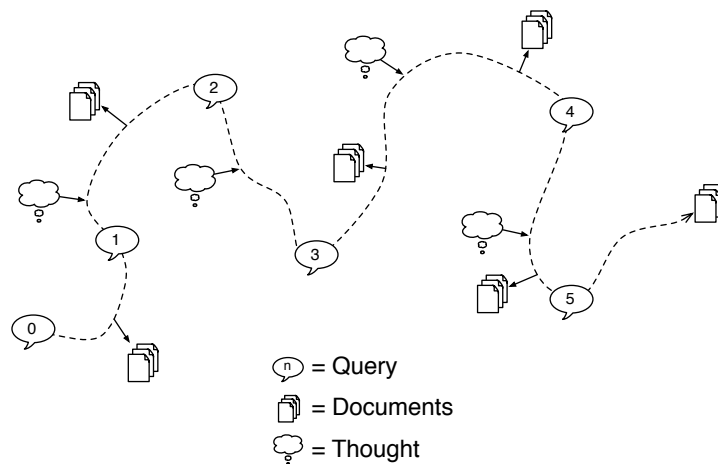 2
4
1
3
5
0
n = Query
= Documents
= Thought